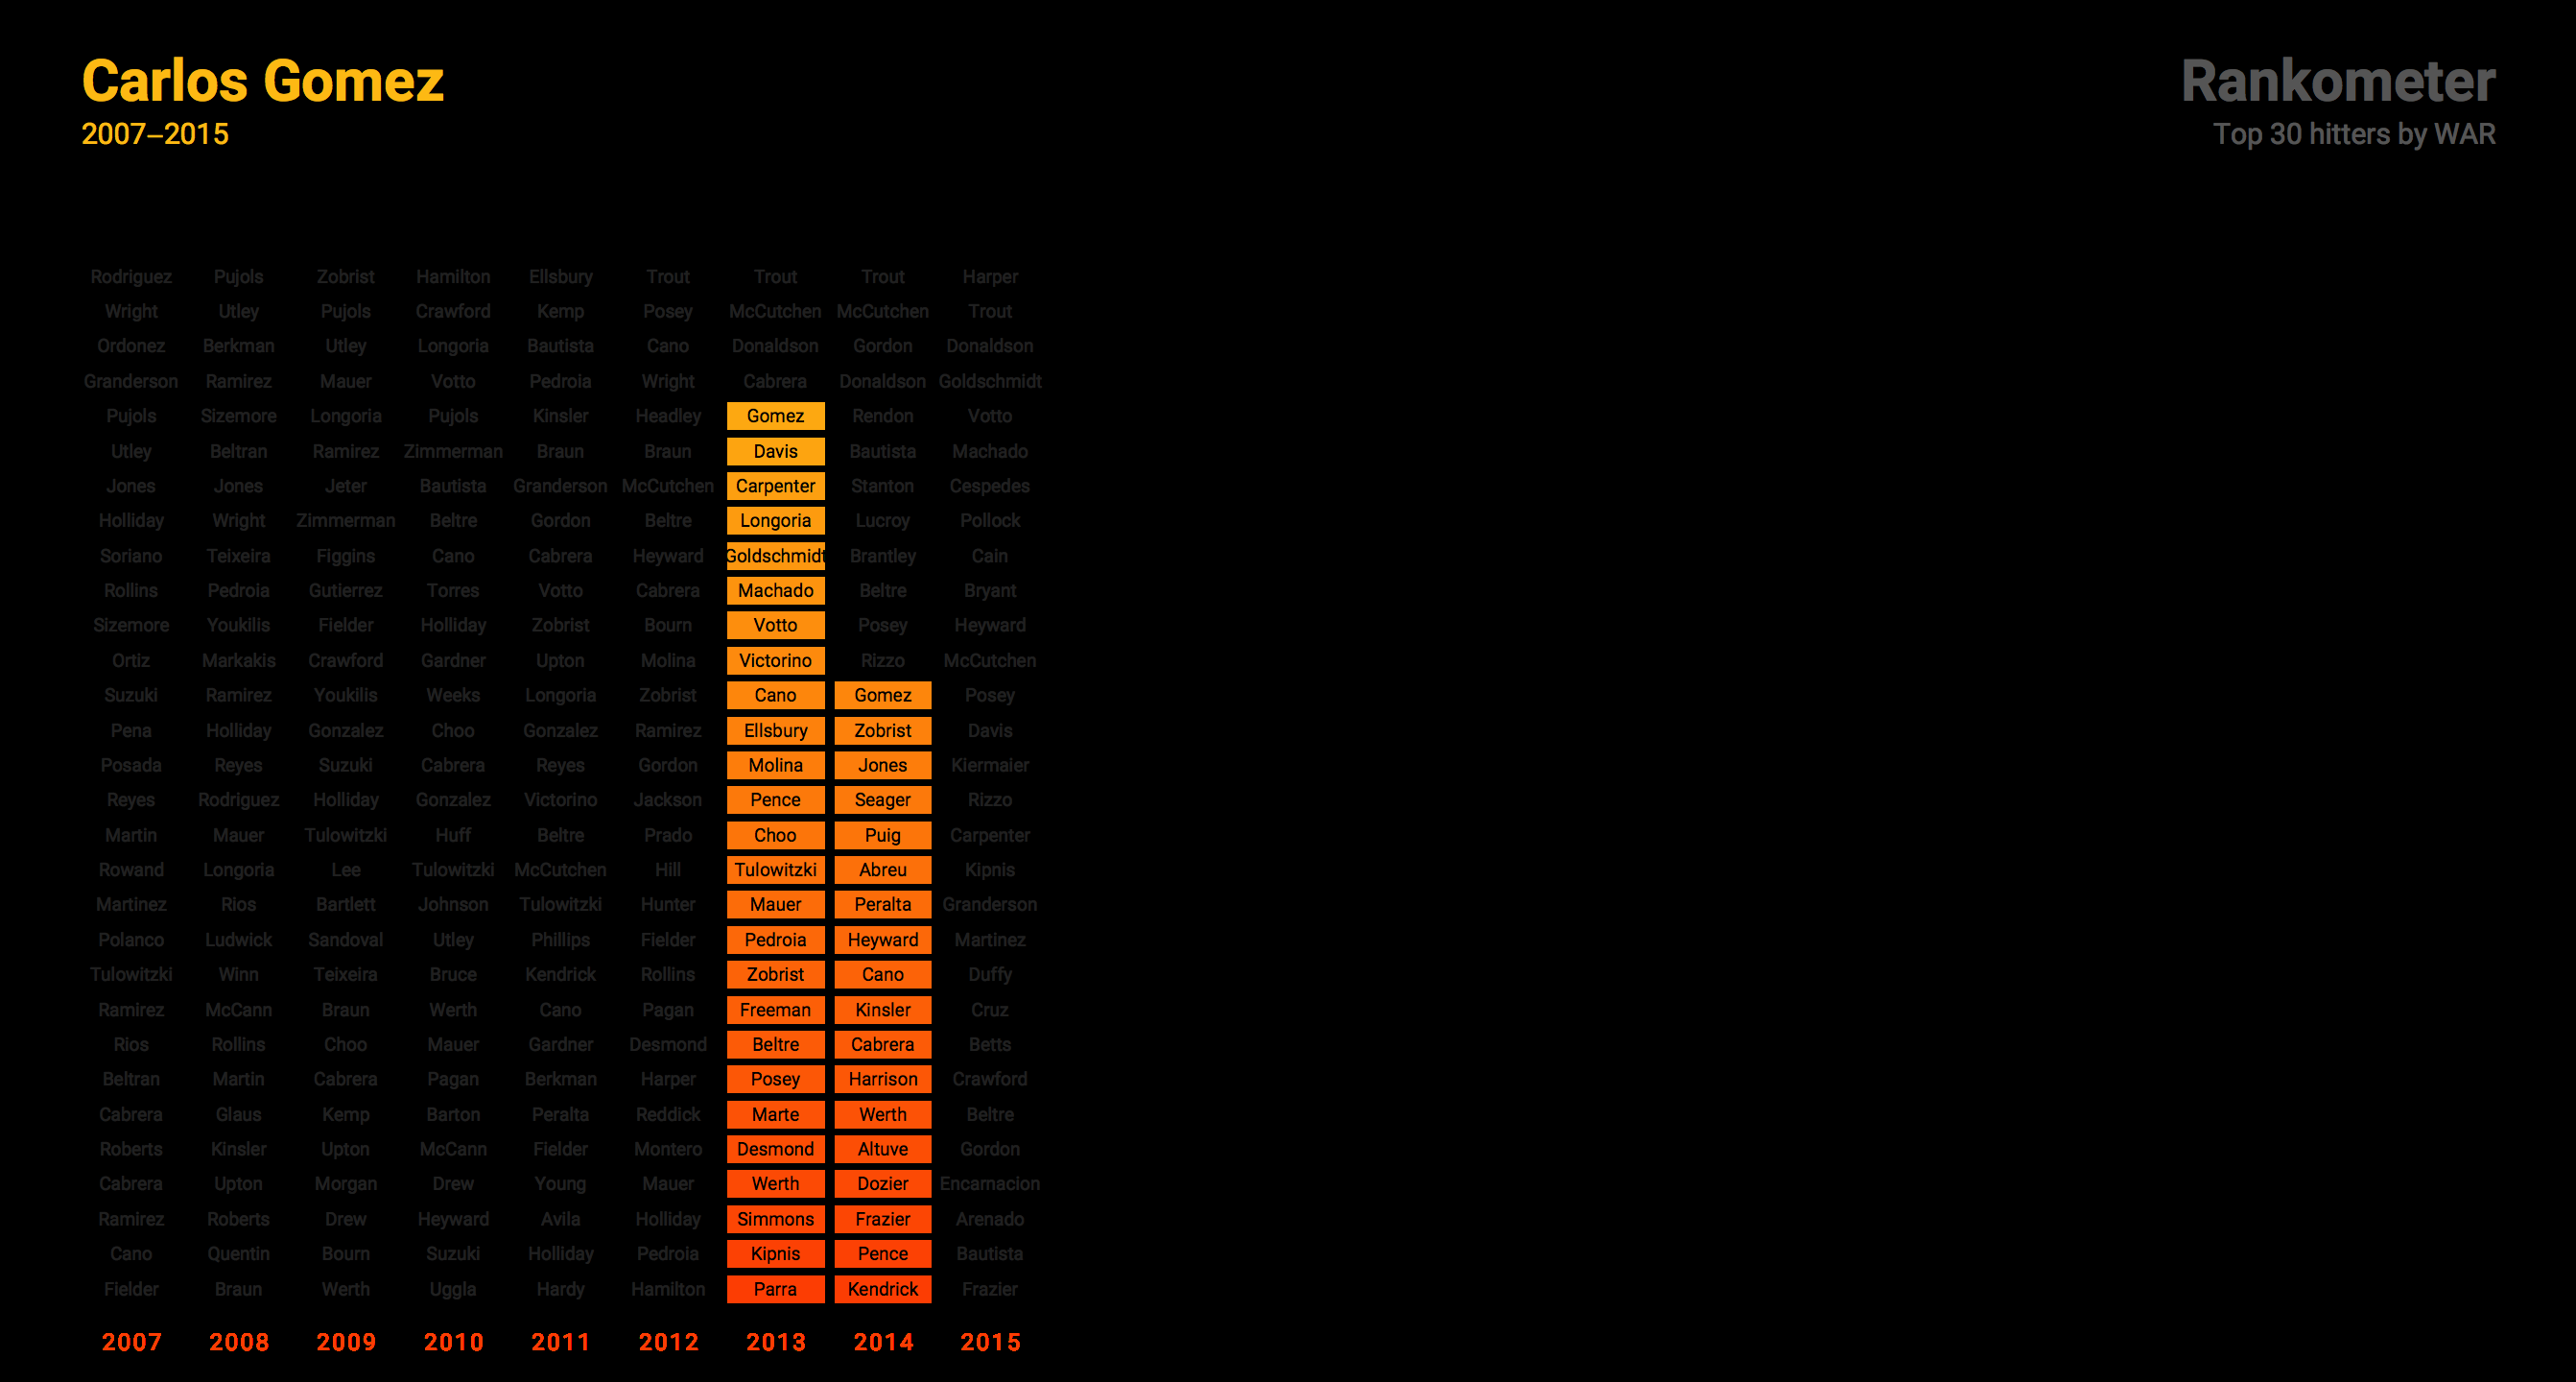 Carlos Gomez
2007–2015
Rankometer
Top 30 hitters by WAR
Rodriguez Pujols Zobrist Hamilton Ellsbury Trout Trout Trout Harper
Wright Utley Pujols Crawford Kemp Posey McCutchen McCutchen Trout
Ordonez Berkman Utley Longoria Bautista Cano Donaldson Gordon Donaldson
Granderson Ramirez Mauer Votto Pedroia Wright Cabrera Donaldson Goldschmidt
Pujols Sizemore Longoria Pujols Kinsler Headley Gomez Rendon Votto
Utley Beltran Ramirez Zimmerman Braun Braun Davis Bautista Machado
Jones Jones Jeter Bautista Granderson McCutchen Carpenter Stanton Cespedes
Holliday Wright Zimmerman Beltre Gordon Beltre Longoria Lucroy Pollock
Soriano Teixeira Figgins Cano Cabrera Heyward Goldschmidt Brantley Cain
Rollins Pedroia Gutierrez Torres Votto Cabrera Machado Beltre Bryant
Sizemore Youkilis Fielder Holliday Zobrist Bourn Votto Posey Heyward
Ortiz Markakis Crawford Gardner Upton Molina Victorino Rizzo McCutchen
Suzuki Ramirez Youkilis Weeks Longoria Zobrist Cano Gomez Posey
Pena Holliday Gonzalez Choo Gonzalez Ramirez Ellsbury Zobrist Davis
Posada Reyes Suzuki Cabrera Reyes Gordon Molina Jones Kiermaier
Reyes Rodriguez Holliday Gonzalez Victorino Jackson Pence Seager Rizzo
Martin Mauer Tulowitzki Huff Beltre Prado Choo Puig Carpenter
Rowand Longoria Lee Tulowitzki McCutchen Hill Tulowitzki Abreu Kipnis
Martinez Rios Bartlett Johnson Tulowitzki Hunter Mauer Peralta Granderson
Polanco Ludwick Sandoval Utley Phillips Fielder Pedroia Heyward Martinez
Tulowitzki Winn Teixeira Bruce Kendrick Rollins Zobrist Cano Duffy
Ramirez McCann Braun Werth Cano Pagan Freeman Kinsler Cruz
Rios Rollins Choo Mauer Gardner Desmond Beltre Cabrera Betts
Beltran Martin Cabrera Pagan Berkman Harper Posey Harrison Crawford
Cabrera Glaus Kemp Barton Peralta Reddick Marte Werth Beltre
Roberts Kinsler Upton McCann Fielder Montero Desmond Altuve Gordon
Cabrera Upton Morgan Drew Young Mauer Werth Dozier Encarnacion
Ramirez Roberts Drew Heyward Avila Holliday Simmons Frazier Arenado
Cano Quentin Bourn Suzuki Holliday Pedroia Kipnis Pence Bautista
Fielder Braun Werth Uggla Hardy Hamilton Parra Kendrick Frazier
2007 2008 2009 2010 2011 2012 2013 2014 2015